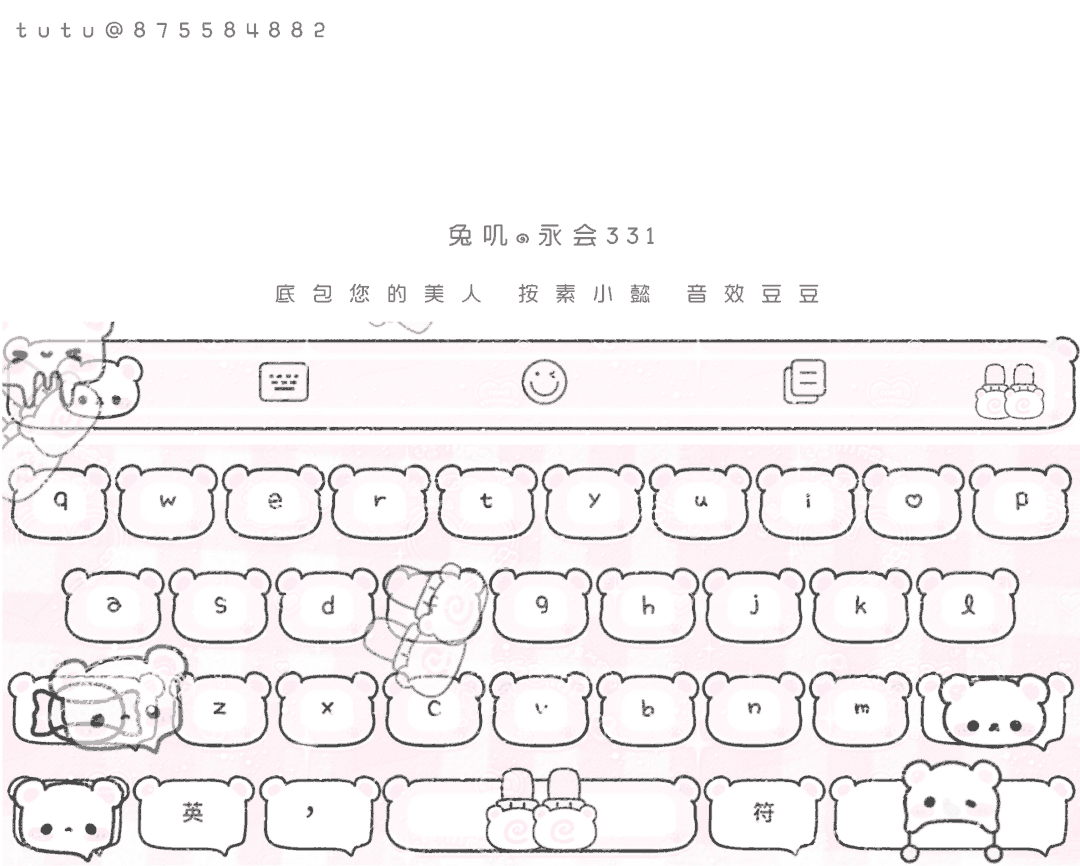 tutu@875584882
兔叽๑永会331
底包您的美人 按素小懿 音效豆豆
q w e r t y u i ♡ p
a s d g h j k l
z x c v b n m
英 , 符